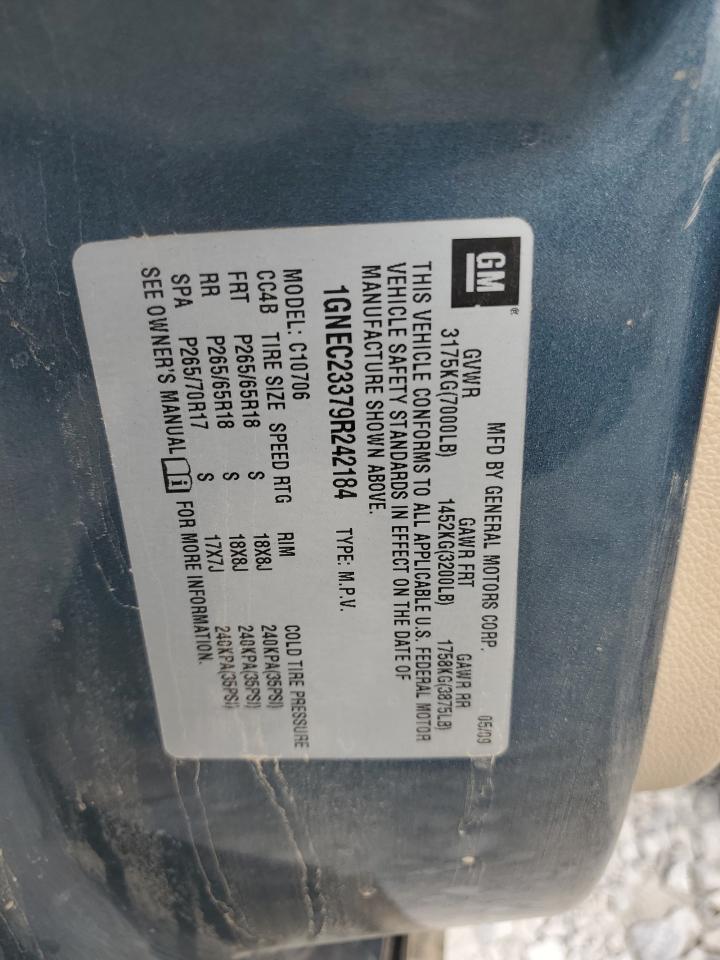 GM®
MFD BY GENERAL MOTORS CORP. 05/09
GVWR GAWR FRT GAWR RR
3175KG(7000LB) 1452KG(3200LB) 1758KG(3875LB)
THIS VEHICLE CONFORMS TO ALL APPLICABLE U.S. FEDERAL MOTOR
VEHICLE SAFETY STANDARDS IN EFFECT ON THE DATE OF
MANUFACTURE SHOWN ABOVE.
1GNEC23379R242184 TYPE: M.P.V.
MODEL: C10706
CC4B TIRE SIZE SPEED RTG RIM COLD TIRE PRESSURE
FRT P265/65R18 S 18X8J 240KPA(35PSI)
RR P265/65R18 S 18X8J 240KPA(35PSI)
SPA P265/70R17 S 17X7J 240KPA(35PSI)
SEE OWNER'S MANUAL FOR MORE INFORMATION.